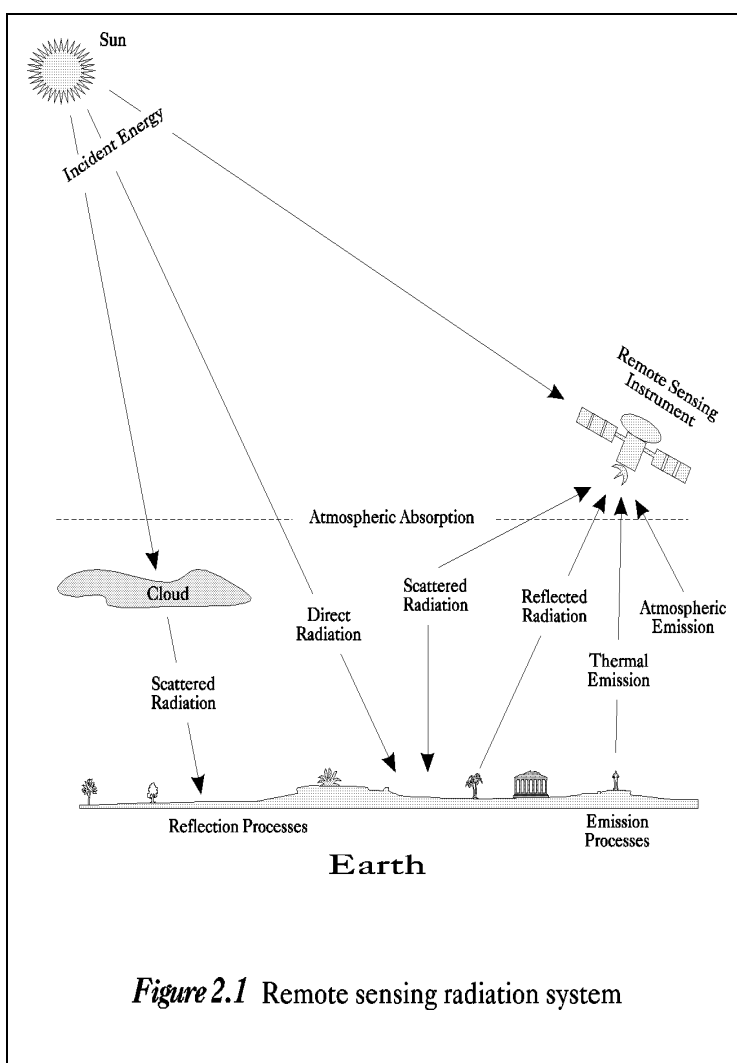 Sun
Incident Energy
Remote Sensing
Instrument
Atmospheric Absorption
Cloud
Scattered
Radiation
Direct
Radiation
Scattered
Radiation
Reflected
Radiation
Atmospheric
Emission
Thermal
Emission
Reflection Processes
Emission
Processes
Earth
Figure 2.1 Remote sensing radiation system